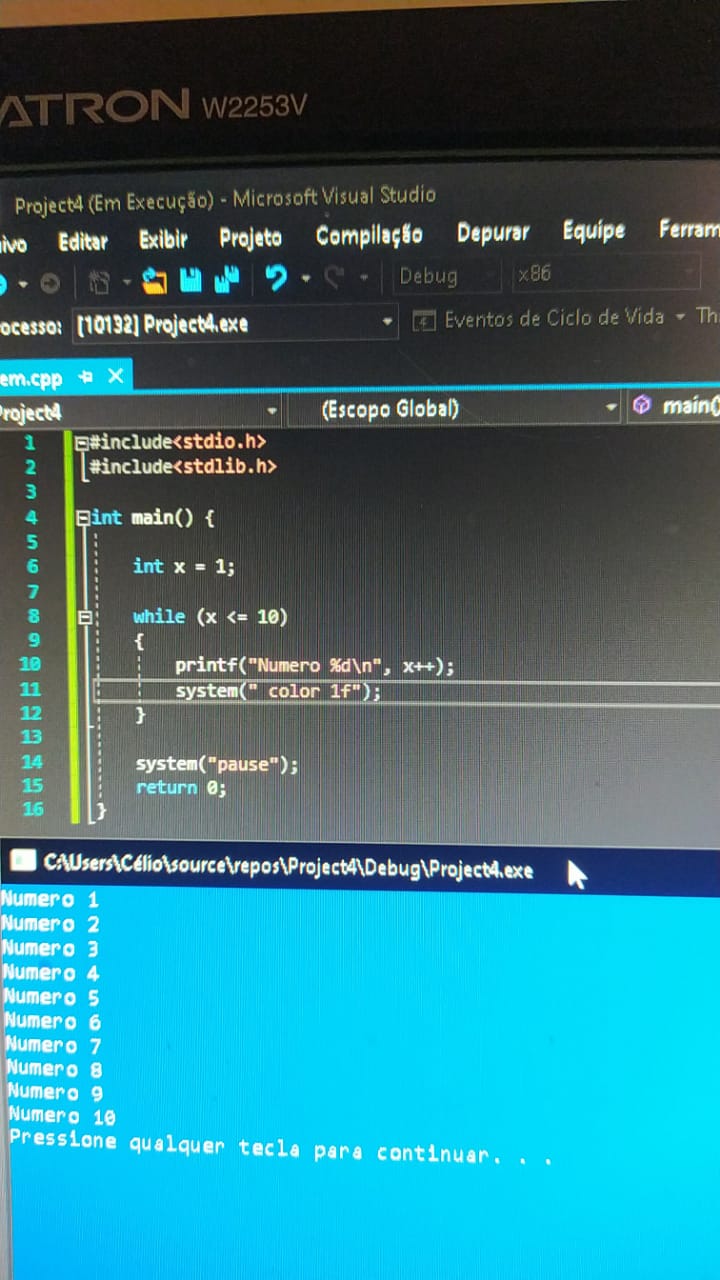 ATRON W2253V
Project4 (Em Execução) - Microsoft Visual Studio
ivo Editar Exibir Projeto Compilação Depurar Equipe Ferram
Debug x86
ocesso: [10132] Project4.exe Eventos de Ciclo de Vida Th
em.cpp
Project4 (Escopo Global) main()
1 #include<stdio.h>
2 #include<stdlib.h>
3
4 int main() {
5
6 int x = 1;
7
8 while (x <= 10)
9 {
10 printf("Numero %d\n", x++);
11 system(" color 1f");
12 }
13
14 system("pause");
15 return 0;
16 }
C:\Users\Célio\source\repos\Project4\Debug\Project4.exe
Numero 1
Numero 2
Numero 3
Numero 4
Numero 5
Numero 6
Numero 7
Numero 8
Numero 9
Numero 10
Pressione qualquer tecla para continuar. . .